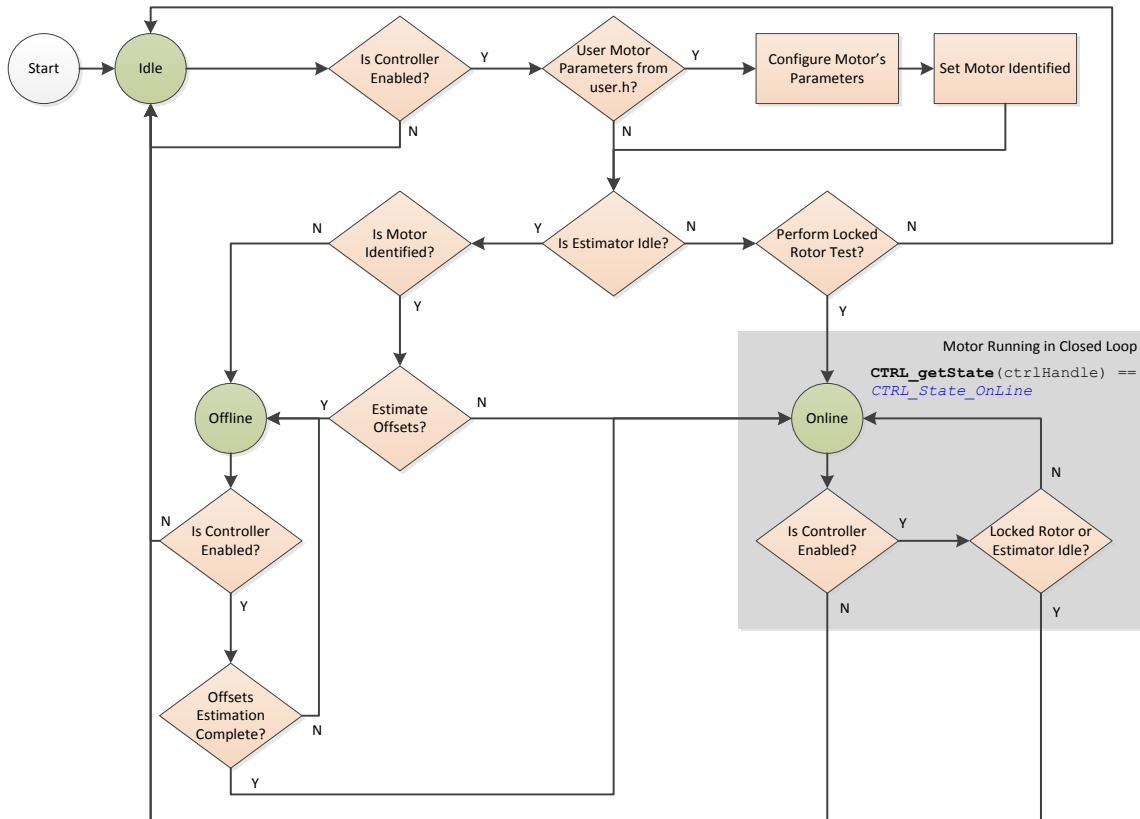 Start
Idle
Is Controller
Enabled?
Y
N
User Motor
Parameters from
user.h?
Y
N
Configure Motor's
Parameters
Set Motor Identified
N
Is Motor
Identified?
Y
Y
Is Estimator Idle?
N
Perform Locked
Rotor Test?
N
Y
Motor Running in Closed Loop
CTRL_getState(ctrlHandle) ==
CTRL_State_OnLine
Offline
Y
Estimate
Offsets?
N
Online
N
N
Is Controller
Enabled?
Y
Is Controller
Enabled?
Y
N
Locked Rotor or
Estimator Idle?
Y
Offsets
Estimation
Complete?
N
Y